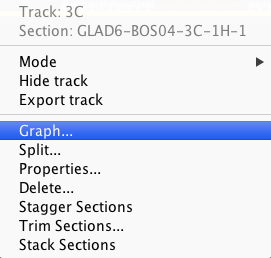 Track: 3C
Section: GLAD6-BOS04-3C-1H-1
Mode
Hide track
Export track
Graph...
Split...
Properties...
Delete...
Stagger Sections
Trim Sections...
Stack Sections